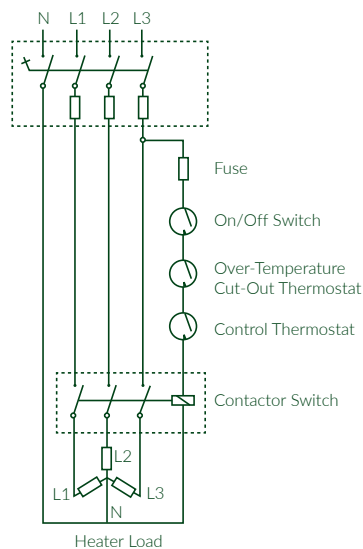 N L1 L2 L3
Fuse
On/Off Switch
Over-Temperature
Cut-Out Thermostat
Control Thermostat
Contactor Switch
L2
L1 L3
N
Heater Load